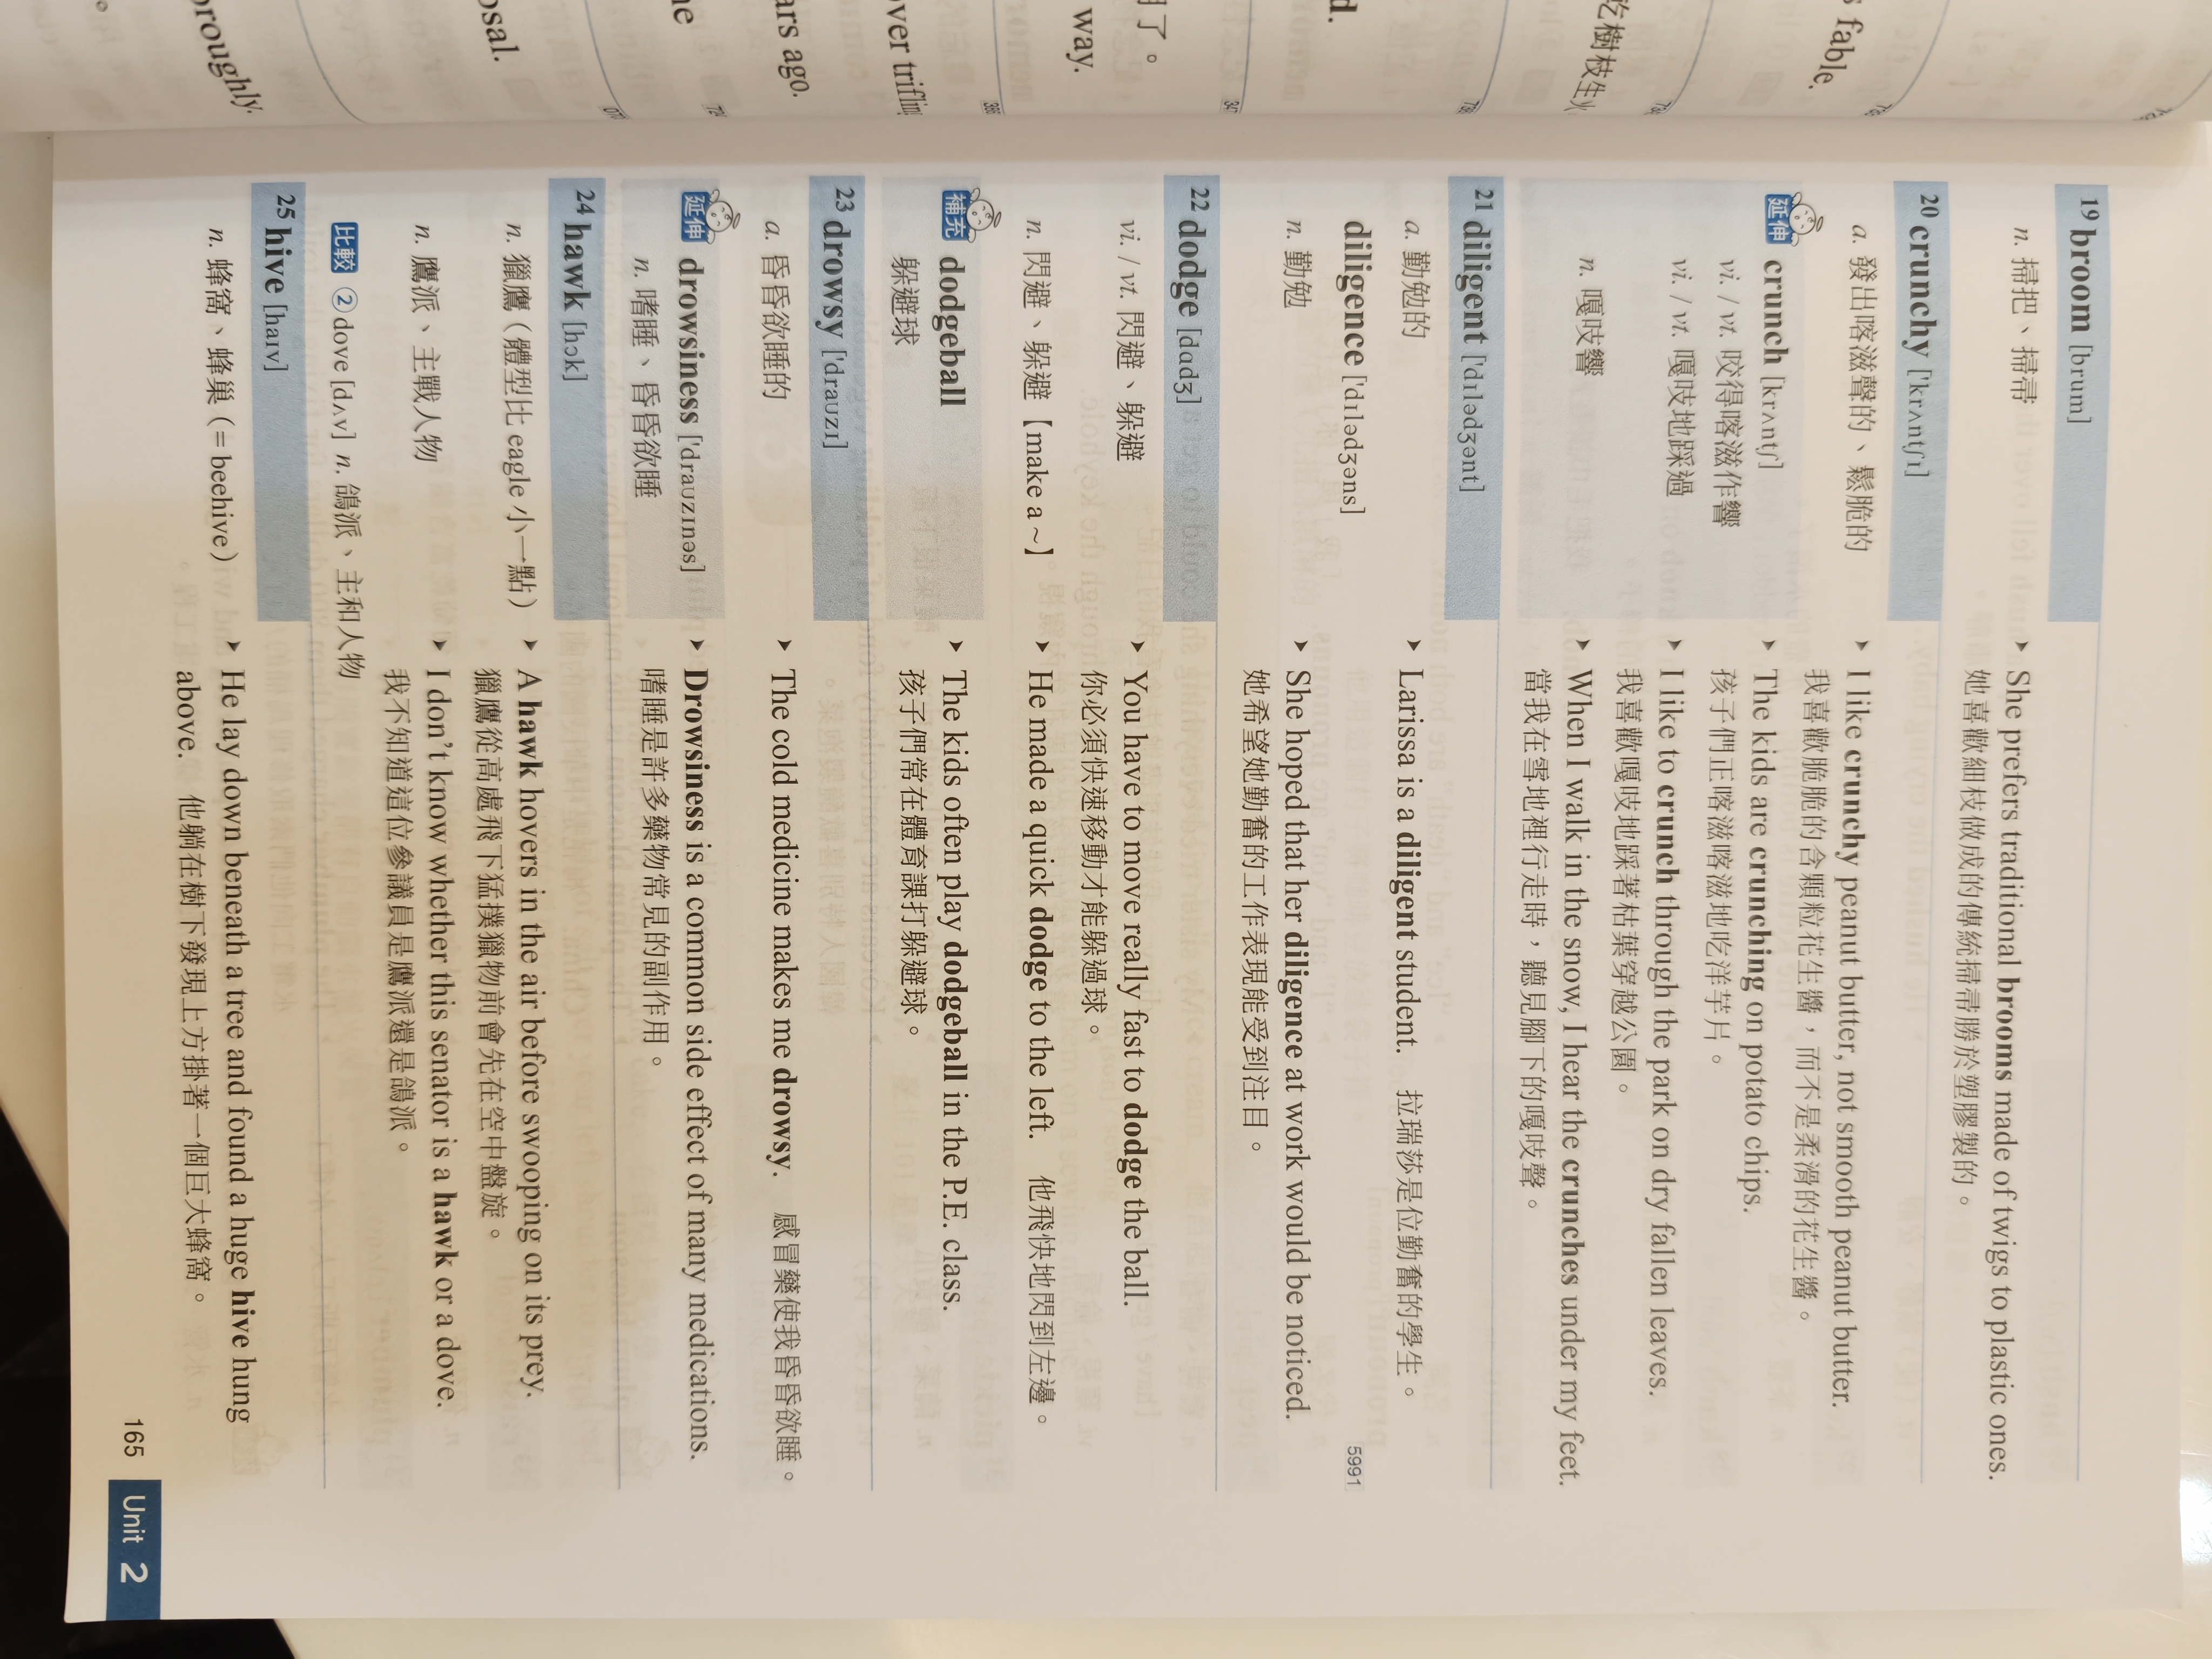 19 broom [brum]
n. 掃把、掃帚
➤ She prefers traditional brooms made of twigs to plastic ones.
她喜歡細枝做成的傳統掃帚勝於塑膠製的。
20 crunchy [ˈkrʌntʃɪ]
a. 發出喀滋聲的、鬆脆的
➤ I like crunchy peanut butter, not smooth peanut butter.
我喜歡脆脆的含顆粒花生醬，而不是柔滑的花生醬。
延伸 crunch [krʌntʃ]
vi. / vt. 咬得喀滋作響
➤ The kids are crunching on potato chips.
孩子們正喀滋喀滋地吃洋芋片。
vi. / vt. 嘎吱地踩過
➤ I like to crunch through the park on dry fallen leaves.
我喜歡嘎吱地踩著枯葉穿越公園。
n. 嘎吱響
➤ When I walk in the snow, I hear the crunches under my feet.
當我在雪地裡行走時，聽見腳下的嘎吱聲。
21 diligent [ˈdɪlədʒənt]
a. 勤勉的
➤ Larissa is a diligent student. 拉瑞莎是位勤奮的學生。
diligence [ˈdɪlədʒəns]
5991
n. 勤勉
➤ She hoped that her diligence at work would be noticed.
她希望她勤奮的工作表現能受到注目。
22 dodge [dɑdʒ]
vi. / vt. 閃避、躲避
➤ You have to move really fast to dodge the ball.
你必須快速移動才能躲過球。
n. 閃避、躲避【make a ~】
➤ He made a quick dodge to the left. 他飛快地閃到左邊。
補充 dodgeball
躲避球
➤ The kids often play dodgeball in the P.E. class.
孩子們常在體育課打躲避球。
23 drowsy [ˈdraʊzɪ]
a. 昏昏欲睡的
➤ The cold medicine makes me drowsy. 感冒藥使我昏昏欲睡。
延伸 drowsiness [ˈdraʊzɪnəs]
n. 嗜睡、昏昏欲睡
➤ Drowsiness is a common side effect of many medications.
嗜睡是許多藥物常見的副作用。
24 hawk [hɔk]
n. 獵鷹（體型比 eagle 小一點）
➤ A hawk hovers in the air before swooping on its prey.
獵鷹從高處飛下猛撲獵物前會先在空中盤旋。
n. 鷹派、主戰人物
➤ I don't know whether this senator is a hawk or a dove.
我不知道這位參議員是鷹派還是鴿派。
比較 ②dove [dʌv] n. 鴿派、主和人物
25 hive [haɪv]
n. 蜂窩、蜂巢（= beehive）
➤ He lay down beneath a tree and found a huge hive hung
above. 他躺在樹下發現上方掛著一個巨大蜂窩。
165 Unit 2